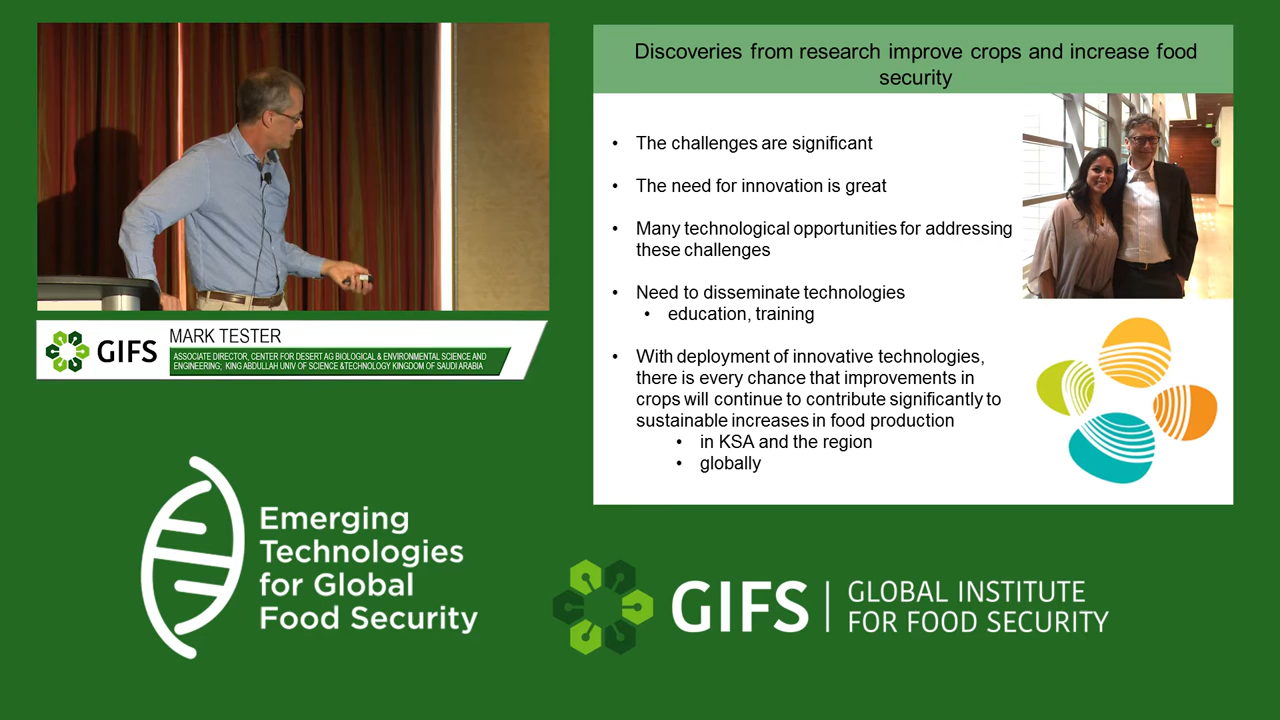 Discoveries from research improve crops and increase food
security
• The challenges are significant
• The need for innovation is great
• Many technological opportunities for addressing
these challenges
• Need to disseminate technologies
• education, training
• With deployment of innovative technologies,
there is every chance that improvements in
crops will continue to contribute significantly to
sustainable increases in food production
• in KSA and the region
• globally
GIFS
MARK TESTER
ASSOCIATE DIRECTOR, CENTER FOR DESERT AG BIOLOGICAL & ENVIRONMENTAL SCIENCE AND
ENGINEERING; KING ABDULLAH UNIV OF SCIENCE &TECHNOLOGY KINGDOM OF SAUDI ARABIA
Emerging
Technologies
for Global
Food Security
GIFS
GLOBAL INSTITUTE
FOR FOOD SECURITY